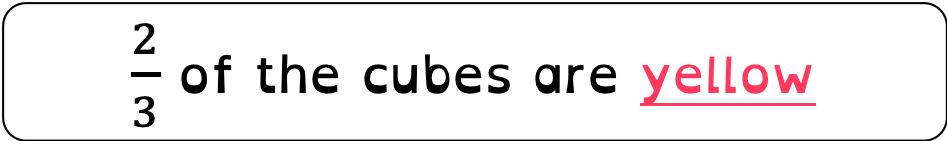 2/3 of the cubes are yellow